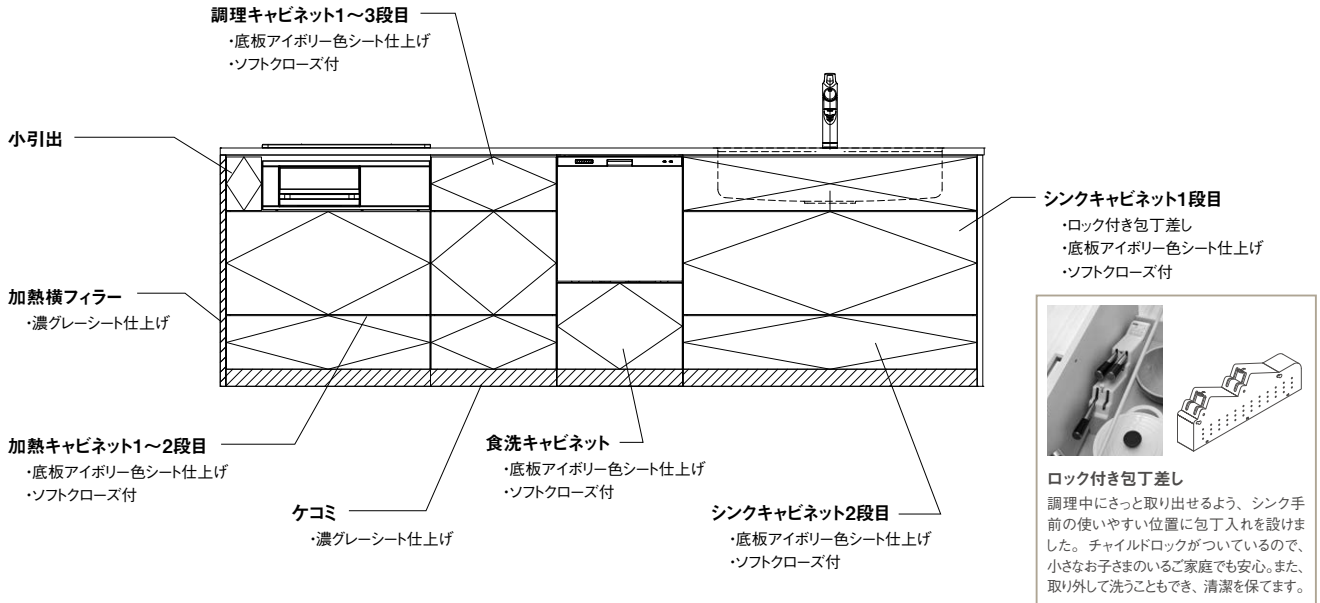 調理キャビネット1～3段目
・底板アイボリー色シート仕上げ
・ソフトクローズ付
小引出
加熱横フィラー
・濃グレーシート仕上げ
加熱キャビネット1～2段目
・底板アイボリー色シート仕上げ
・ソフトクローズ付
ケコミ
・濃グレーシート仕上げ
食洗キャビネット
・底板アイボリー色シート仕上げ
・ソフトクローズ付
シンクキャビネット2段目
・底板アイボリー色シート仕上げ
・ソフトクローズ付
シンクキャビネット1段目
・ロック付き包丁差し
・底板アイボリー色シート仕上げ
・ソフトクローズ付
ロック付き包丁差し
調理中にさっと取り出せるよう、シンク手
前の使いやすい位置に包丁入れを設けま
した。チャイルドロックがついているので、
小さなお子さまのいるご家庭でも安心。また、
取り外して洗うこともでき、清潔を保てます。